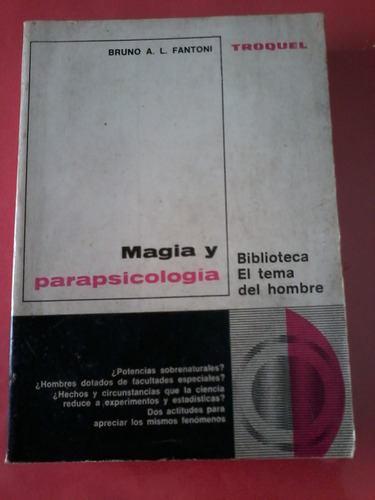 BRUNO A. L. FANTONI
TROQUEL
Magia y
parapsicología
Biblioteca
El tema
del hombre
¿Potencias sobrenaturales?
¿Hombres dotados de facultades especiales?
¿Hechos y circunstancias que la ciencia
reduce a experimentos y estadísticas?
Dos actitudes para
apreciar los mismos fenómenos